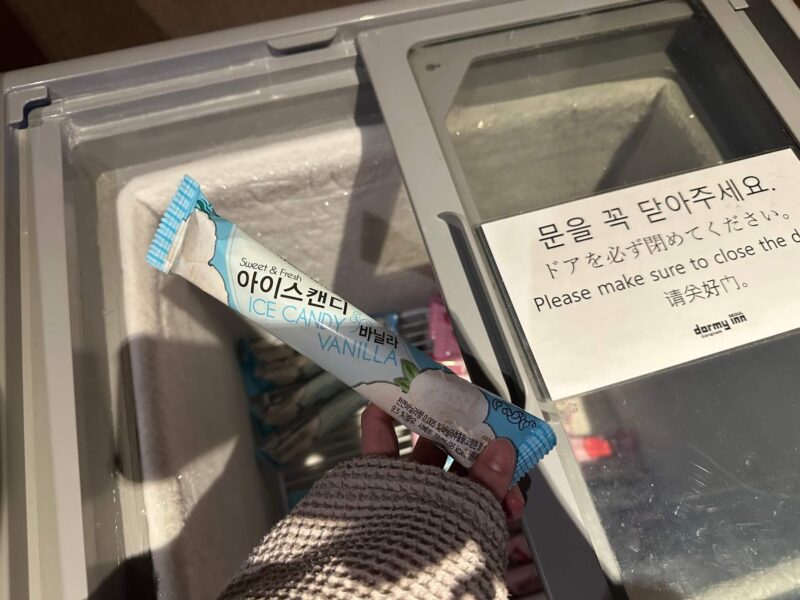 Sweet & Fresh
아이스캔디
ICE CANDY
바닐라
VANILLA
문을 꼭 닫아주세요.
ドアを必ず閉めてください。
Please make sure to close the d
请关好门。
dormy inn
SEOUL
Gangnam